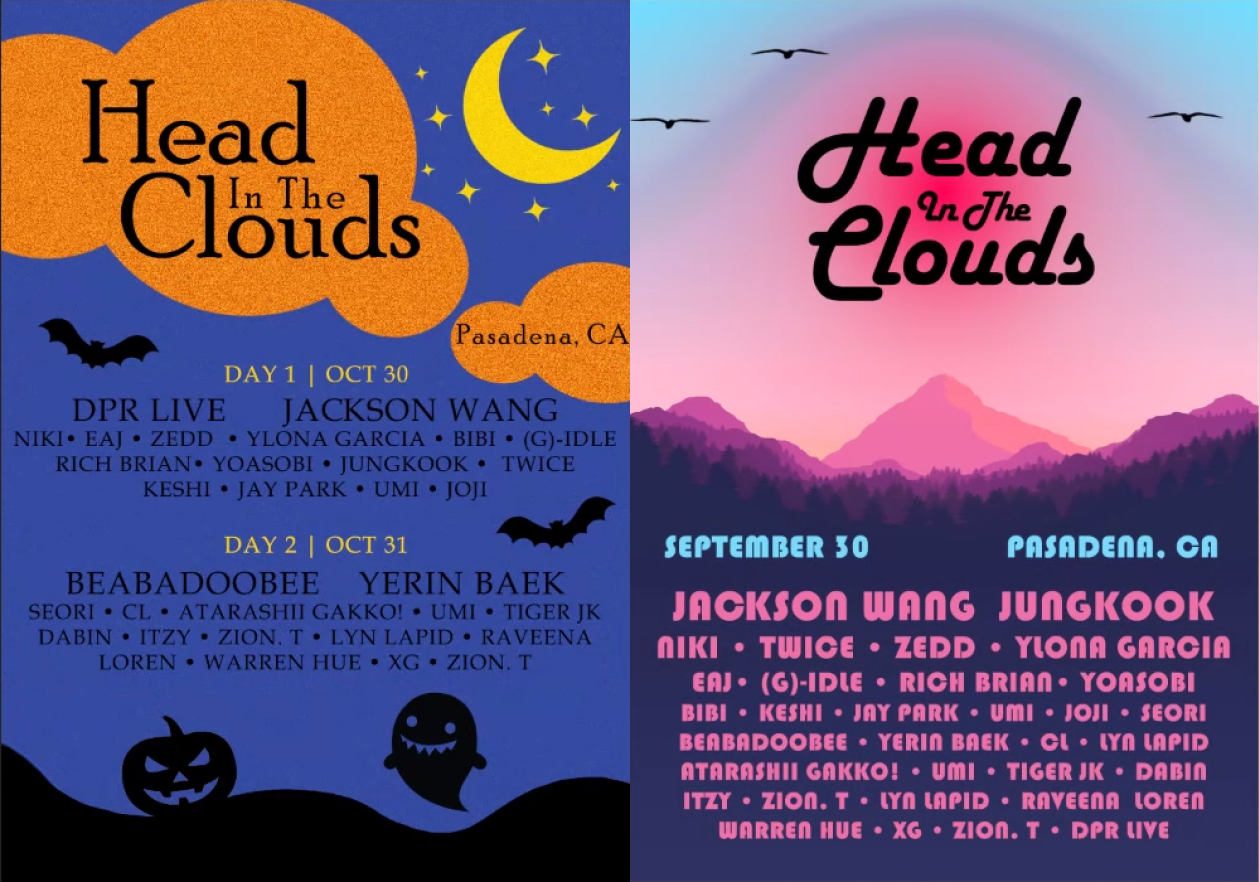 Head
In The
Clouds
Pasadena, CA
DAY 1 | OCT 30
DPR LIVE JACKSON WANG
NIKI• EAJ • ZEDD • YLONA GARCIA • BIBI • (G)-IDLE
RICH BRIAN• YOASOBI • JUNGKOOK • TWICE
KESHI • JAY PARK • UMI • JOJI
DAY 2 | OCT 31
BEABADOOBEE YERIN BAEK
SEORI • CL • ATARASHII GAKKO! • UMI • TIGER JK
DABIN • ITZY • ZION. T • LYN LAPID • RAVEENA
LOREN • WARREN HUE • XG • ZION. T
Head
In The
Clouds
SEPTEMBER 30 PASADENA, CA
JACKSON WANG JUNGKOOK
NIKI • TWICE • ZEDD • YLONA GARCIA
EAJ• (G)-IDLE • RICH BRIAN• YOASOBI
BIBI • KESHI • JAY PARK • UMI • JOJI • SEORI
BEABADOOBEE • YERIN BAEK • CL • LYN LAPID
ATARASHII GAKKO! • UMI • TIGER JK • DABIN
ITZY • ZION. T • LYN LAPID • RAVEENA LOREN
WARREN HUE • XG • ZION. T • DPR LIVE